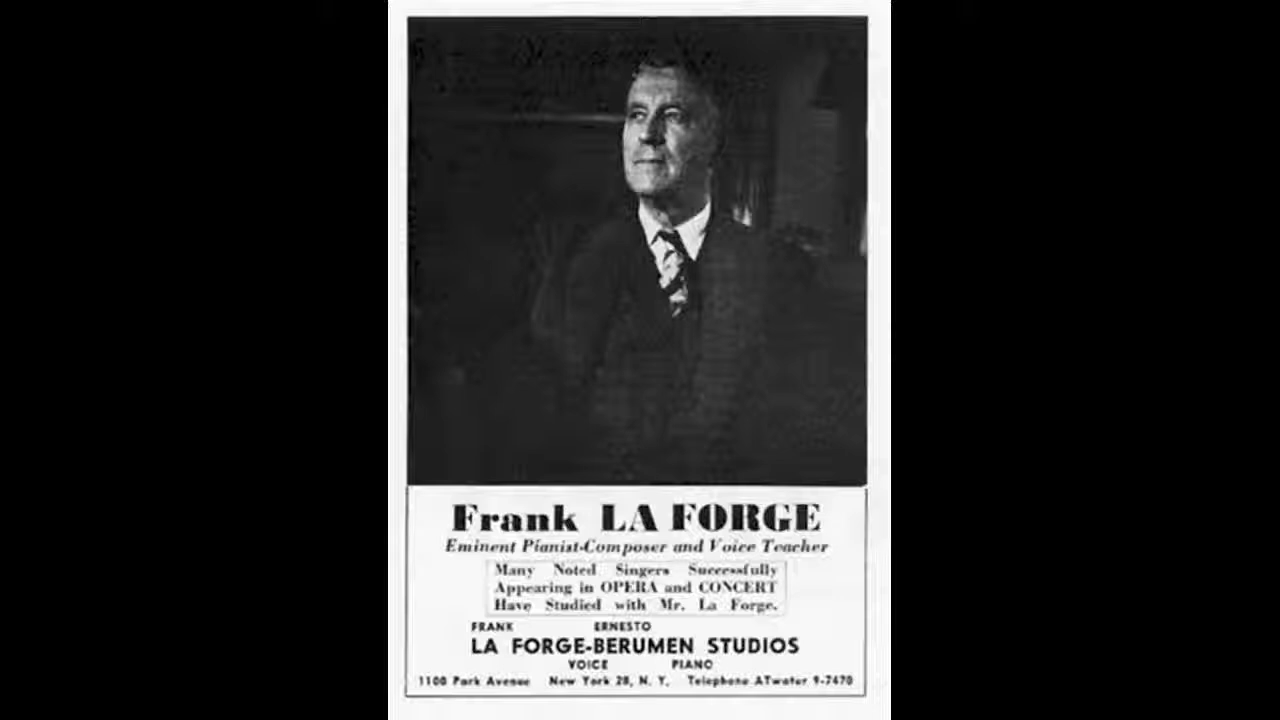 Frank LA FORGE
Eminent Pianist-Composer and Voice Teacher
Many Noted Singers Successfully
Appearing in OPERA and CONCERT
Have Studied with Mr. La Forge.
FRANK ERNESTO
LA FORGE-BERUMEN STUDIOS
VOICE PIANO
1100 Park Avenue New York 28, N. Y. Telephone ATwater 9-7470